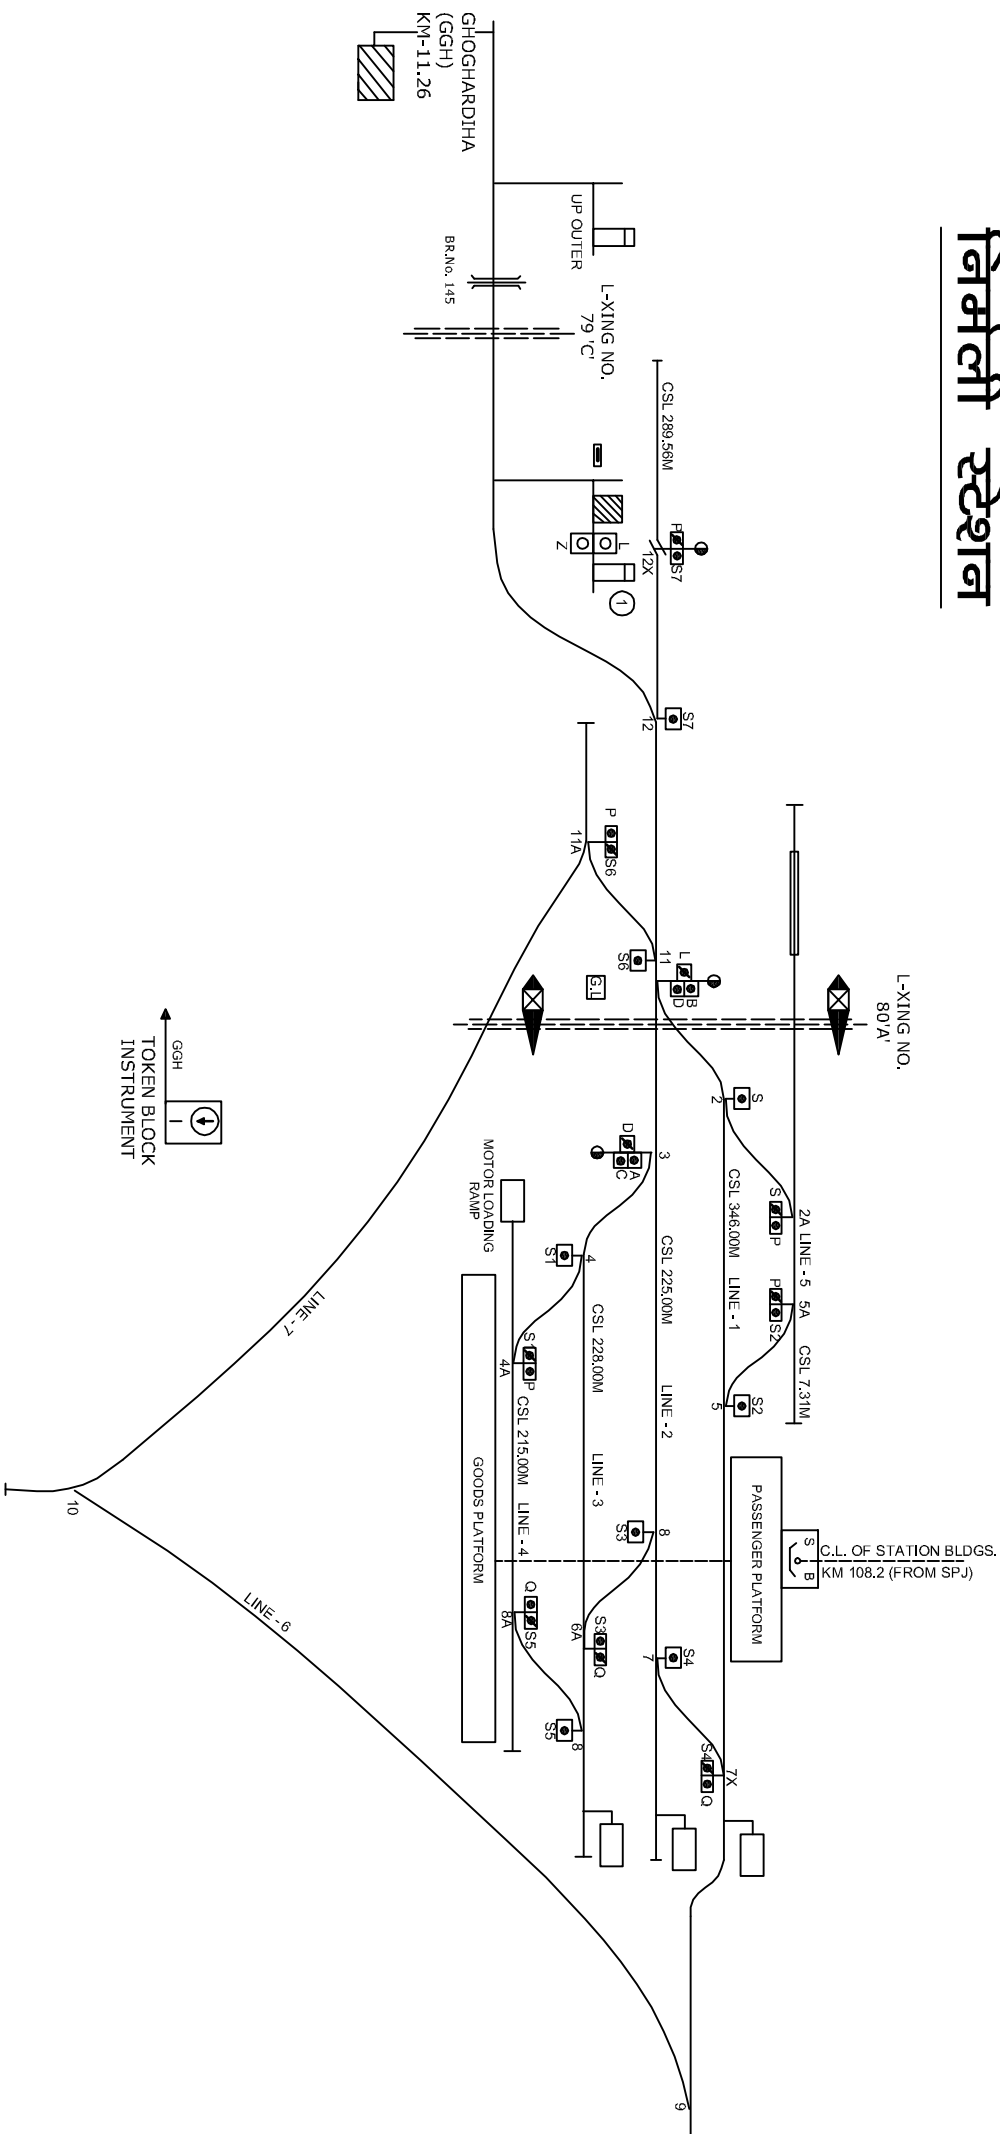 निर्मली स्टेशन
GHOGHARDIHA
(GGH)
KM-11.26
UP OUTER
BR.No. 145
L-XING NO.
79 'C'
CSL 289.56M
P
S7
12X
L
Z
1
S7
12
P
S6
11A
11
S6
L
B
D
G.L
L-XING NO.
80'A'
S
2
S
P
2A
LINE - 5
5A
P
S2
CSL 7.31M
CSL 346.00M
LINE - 1
S2
5
D
A
C
3
CSL 225.00M
LINE - 2
S1
4
CSL 228.00M
LINE - 3
MOTOR LOADING
RAMP
S1
P
4A
CSL 215.00M
LINE - 4
GOODS PLATFORM
PASSENGER PLATFORM
S
B
C.L. OF STATION BLDGS.
KM 108.2 (FROM SPJ)
S3
8
S3
Q
6A
Q
S5
8A
S5
8
S4
7
S4
Q
7X
LINE - 7
10
LINE - 6
9
GGH
TOKEN BLOCK
INSTRUMENT